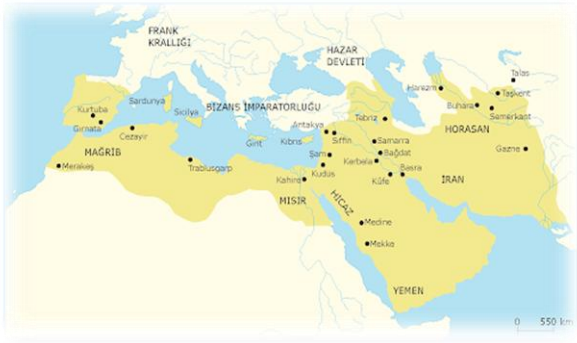 FRANK
KRALLIĞI
HAZAR
DEVLETİ
Talas
Taşkent
Harezm
Buhara
Semerkant
Kurtuba
Gırnata
Sardunya
Sicilya
BİZANS İMPARATORLUĞU
Cezayir
Antakya
Tebriz
HORASAN
Girit
Kıbrıs
Sıffin
Samarra
MAĞRİB
Şam
Bağdat
Gazne
Merakeş
Trablusgarp
Kudüs
Kerbela
Basra
Kahire
Kûfe
İRAN
MISIR
HİCAZ
Medine
Mekke
YEMEN
0 550 km